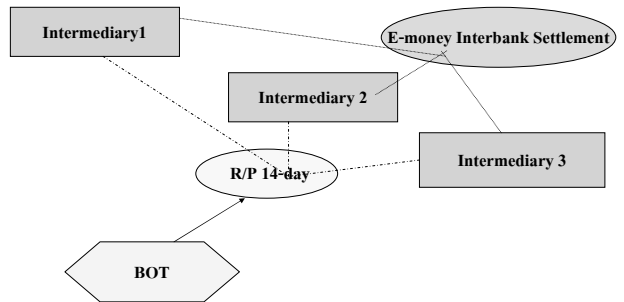 Intermediary1
E-money Interbank Settlement
Intermediary 2
Intermediary 3
R/P 14-day
BOT